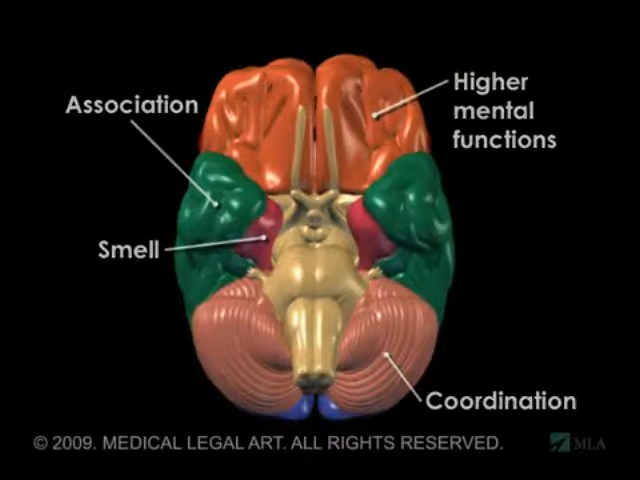 Association
Higher
mental
functions
Smell
Coordination
© 2009. MEDICAL LEGAL ART. ALL RIGHTS RESERVED.
MLA